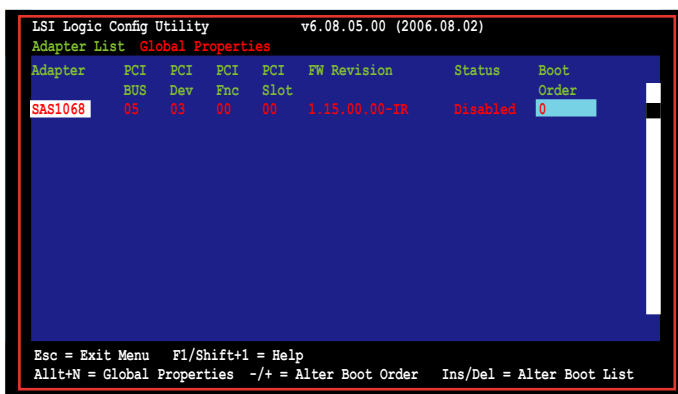 LSI Logic Config Utility v6.08.05.00 (2006.08.02)
Adapter List Global Properties
Adapter PCI PCI PCI PCI FW Revision Status Boot
BUS Dev Fnc Slot Order
SAS1068 05 03 00 00 1.15.00.00-IR Disabled 0
Esc = Exit Menu F1/Shift+1 = Help
Allt+N = Global Properties -/+ = Alter Boot Order Ins/Del = Alter Boot List